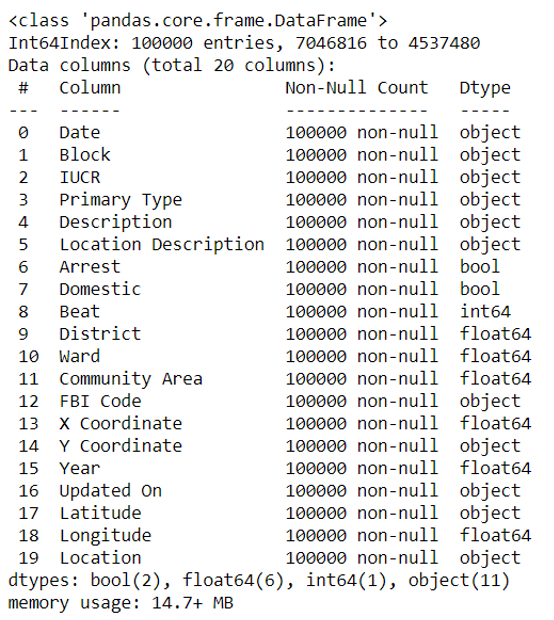 <class 'pandas.core.frame.DataFrame'>
Int64Index: 100000 entries, 7046816 to 4537480
Data columns (total 20 columns):
 #   Column                Non-Null Count   Dtype
---  ------                --------------   -----
 0   Date                  100000 non-null  object
 1   Block                 100000 non-null  object
 2   IUCR                  100000 non-null  object
 3   Primary Type          100000 non-null  object
 4   Description           100000 non-null  object
 5   Location Description  100000 non-null  object
 6   Arrest                100000 non-null  bool
 7   Domestic              100000 non-null  bool
 8   Beat                  100000 non-null  int64
 9   District              100000 non-null  float64
 10  Ward                  100000 non-null  float64
 11  Community Area        100000 non-null  float64
 12  FBI Code              100000 non-null  object
 13  X Coordinate          100000 non-null  float64
 14  Y Coordinate          100000 non-null  object
 15  Year                  100000 non-null  float64
 16  Updated On            100000 non-null  object
 17  Latitude              100000 non-null  object
 18  Longitude             100000 non-null  float64
 19  Location              100000 non-null  object
dtypes: bool(2), float64(6), int64(1), object(11)
memory usage: 14.7+ MB